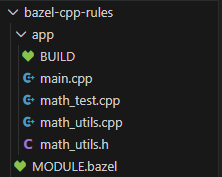 bazel-cpp-rules
app
BUILD
main.cpp
math_test.cpp
math_utils.cpp
math_utils.h
MODULE.bazel